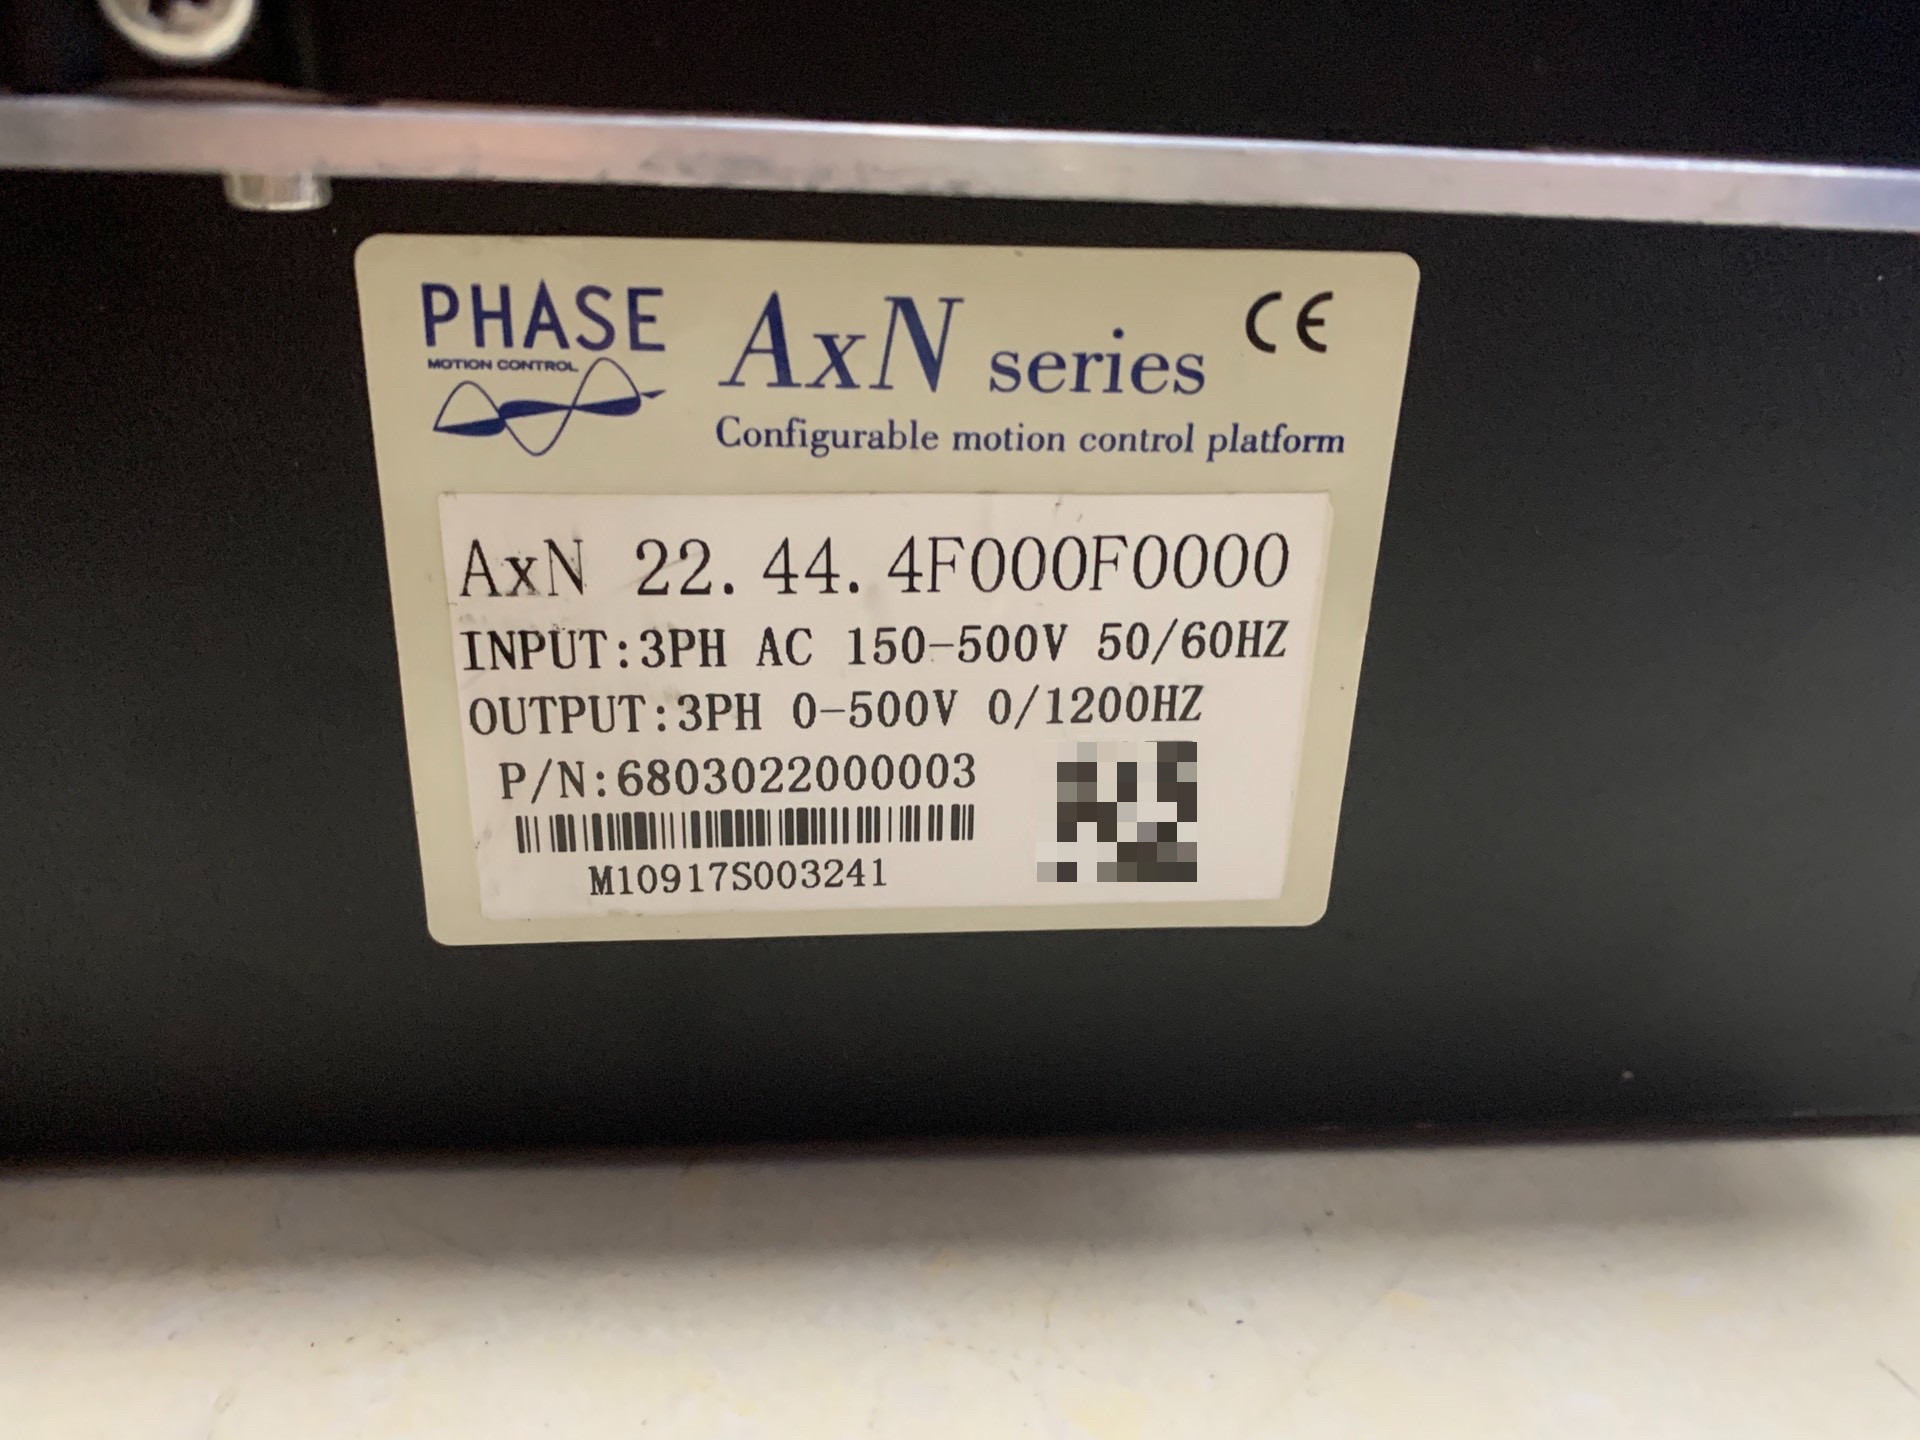 PHASE
MOTION CONTROL
AxN series
CE
Configurable motion control platform
AxN 22.44.4F000F0000
INPUT:3PH AC 150-500V 50/60HZ
OUTPUT:3PH 0-500V 0/1200HZ
P/N:6803022000003
M10917S003241